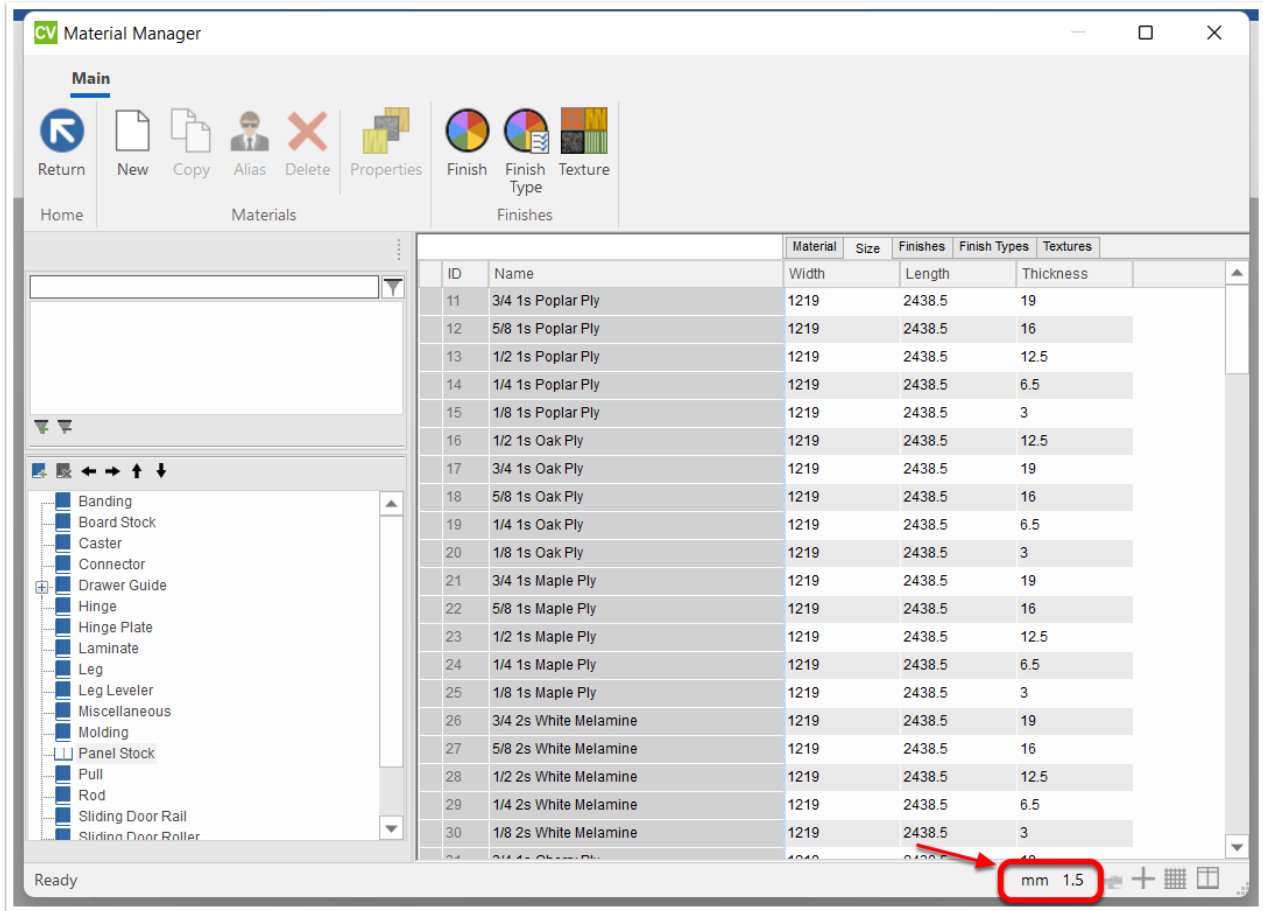 CV Material Manager
Main
Return New Copy Alias Delete Properties Finish Finish Type Texture
Home Materials Finishes
Material Size Finishes Finish Types Textures
ID Name Width Length Thickness
11 3/4 1s Poplar Ply 1219 2438.5 19
12 5/8 1s Poplar Ply 1219 2438.5 16
13 1/2 1s Poplar Ply 1219 2438.5 12.5
14 1/4 1s Poplar Ply 1219 2438.5 6.5
15 1/8 1s Poplar Ply 1219 2438.5 3
16 1/2 1s Oak Ply 1219 2438.5 12.5
17 3/4 1s Oak Ply 1219 2438.5 19
18 5/8 1s Oak Ply 1219 2438.5 16
19 1/4 1s Oak Ply 1219 2438.5 6.5
20 1/8 1s Oak Ply 1219 2438.5 3
21 3/4 1s Maple Ply 1219 2438.5 19
22 5/8 1s Maple Ply 1219 2438.5 16
23 1/2 1s Maple Ply 1219 2438.5 12.5
24 1/4 1s Maple Ply 1219 2438.5 6.5
25 1/8 1s Maple Ply 1219 2438.5 3
26 3/4 2s White Melamine 1219 2438.5 19
27 5/8 2s White Melamine 1219 2438.5 16
28 1/2 2s White Melamine 1219 2438.5 12.5
29 1/4 2s White Melamine 1219 2438.5 6.5
30 1/8 2s White Melamine 1219 2438.5 3
Banding
Board Stock
Caster
Connector
Drawer Guide
Hinge
Hinge Plate
Laminate
Leg
Leg Leveler
Miscellaneous
Molding
Panel Stock
Pull
Rod
Sliding Door Rail
Sliding Door Roller
Ready mm 1.5